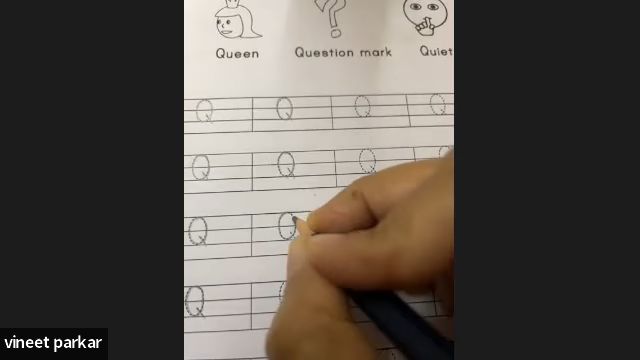 Queen Question mark Quiet
Q Q Q Q
Q Q Q
Q Q
Q
vineet parkar